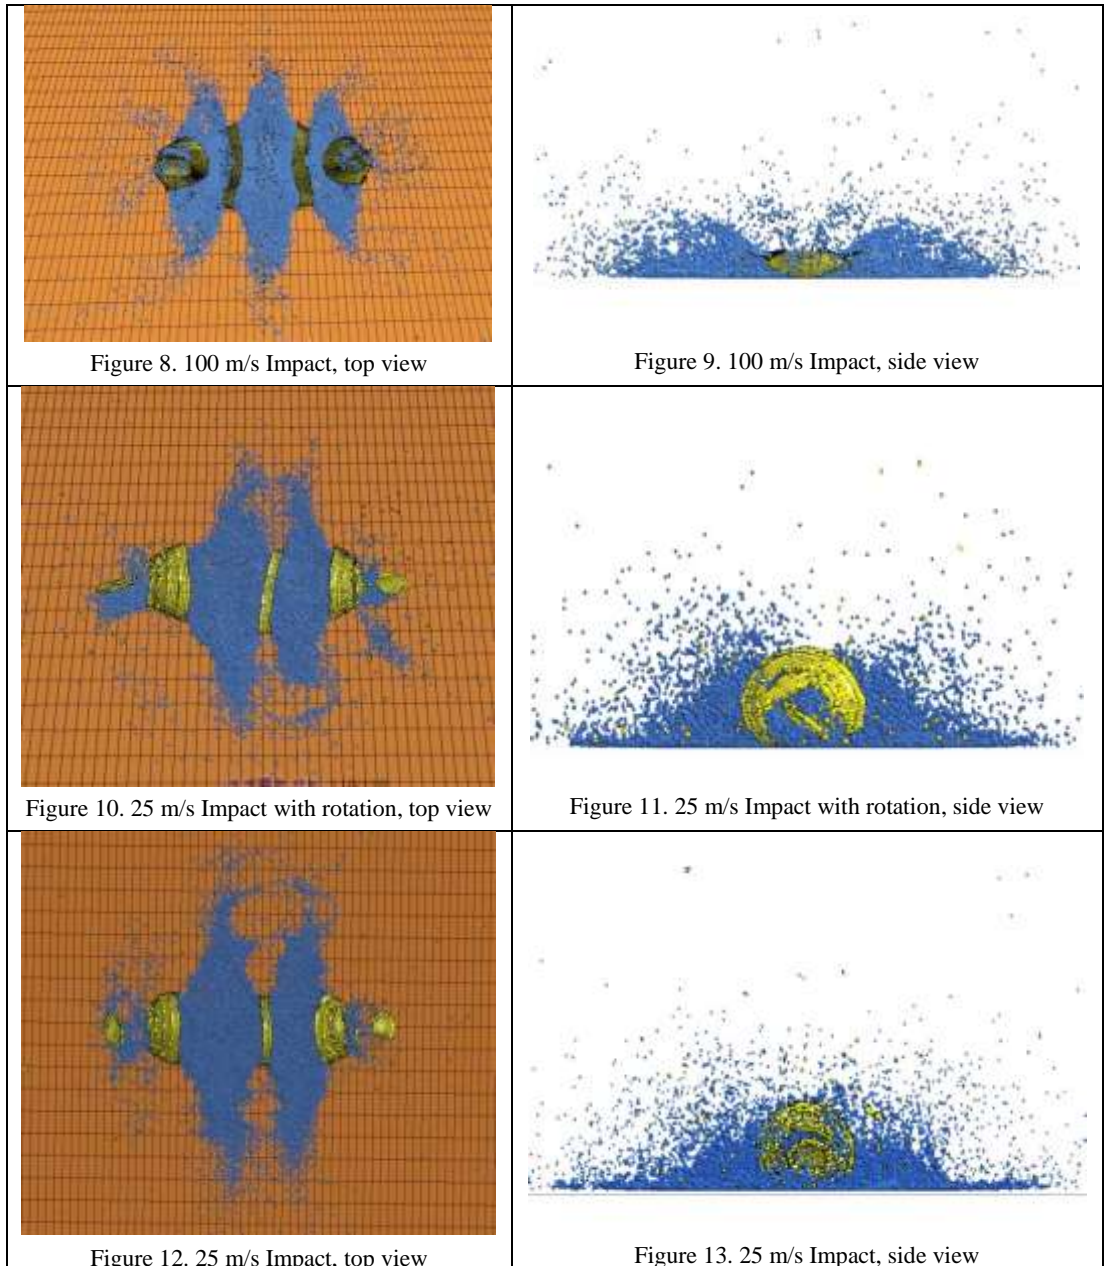 Figure 8. 100 m/s Impact, top view
Figure 9. 100 m/s Impact, side view
Figure 10. 25 m/s Impact with rotation, top view
Figure 11. 25 m/s Impact with rotation, side view
Figure 12. 25 m/s Impact, top view
Figure 13. 25 m/s Impact, side view